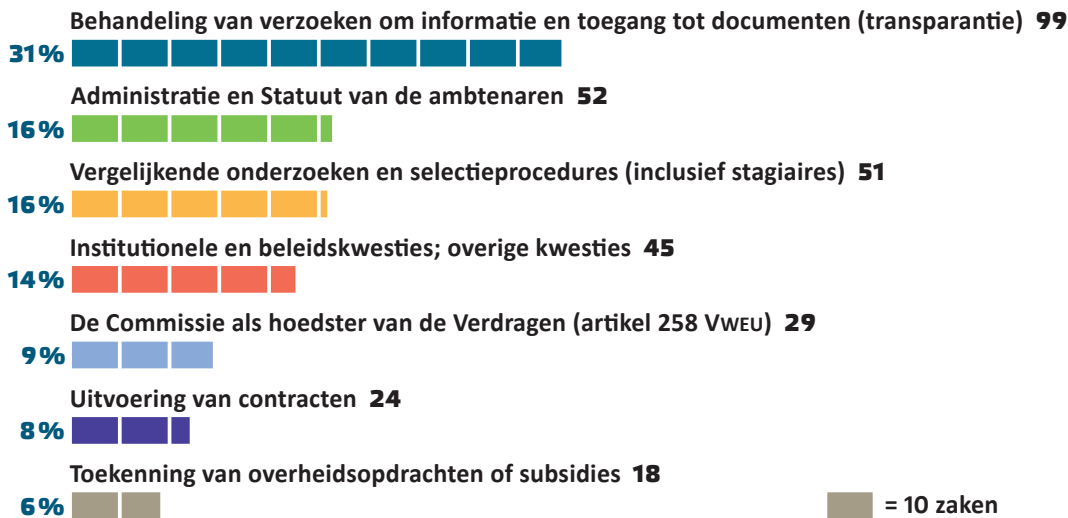 Behandeling van verzoeken om informatie en toegang tot documenten (transparantie) 99
31%
Administratie en Statuut van de ambtenaren 52
16%
Vergelijkende onderzoeken en selectieprocedures (inclusief stagiaires) 51
16%
Institutionele en beleidskwesties; overige kwesties 45
14%
De Commissie als hoedster van de Verdragen (artikel 258 VWEU) 29
9%
Uitvoering van contracten 24
8%
Toekenning van overheidsopdrachten of subsidies 18
6%
= 10 zaken